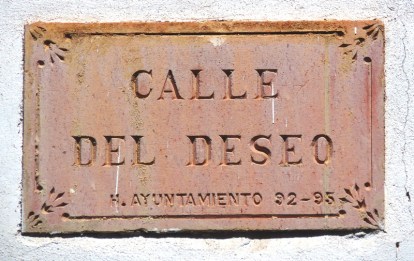 CALLE
DEL DESEO
H. AYUNTAMIENTO 92-95